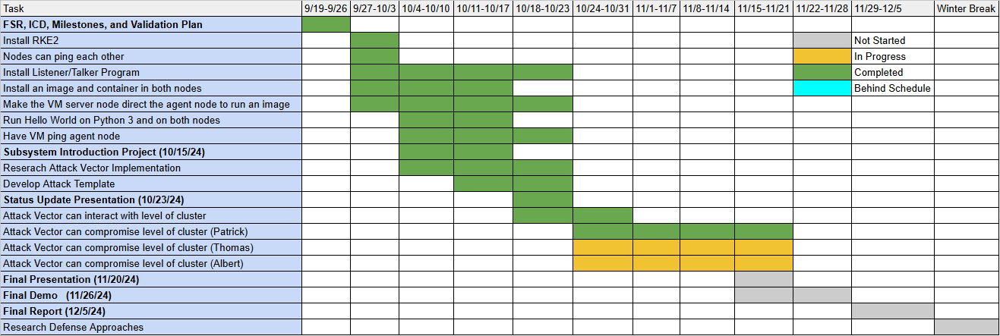 Task 9/19-9/26 9/27-10/3 10/4-10/10 10/11-10/17 10/18-10/23 10/24-10/31 11/1-11/7 11/8-11/14 11/15-11/21 11/22-11/28 11/29-12/5 Winter Break
FSR, ICD, Milestones, and Validation Plan
Install RKE2 Not Started
Nodes can ping each other In Progress
Install Listener/Talker Program Completed
Install an image and container in both nodes Behind Schedule
Make the VM server node direct the agent node to run an image
Run Hello World on Python 3 and on both nodes
Have VM ping agent node
Subsystem Introduction Project (10/15/24)
Reserach Attack Vector Implementation
Develop Attack Template
Status Update Presentation (10/23/24)
Attack Vector can interact with level of cluster
Attack Vector can compromise level of cluster (Patrick)
Attack Vector can compromise level of cluster (Thomas)
Attack Vector can compromise level of cluster (Albert)
Final Presentation (11/20/24)
Final Demo (11/26/24)
Final Report (12/5/24)
Research Defense Approaches